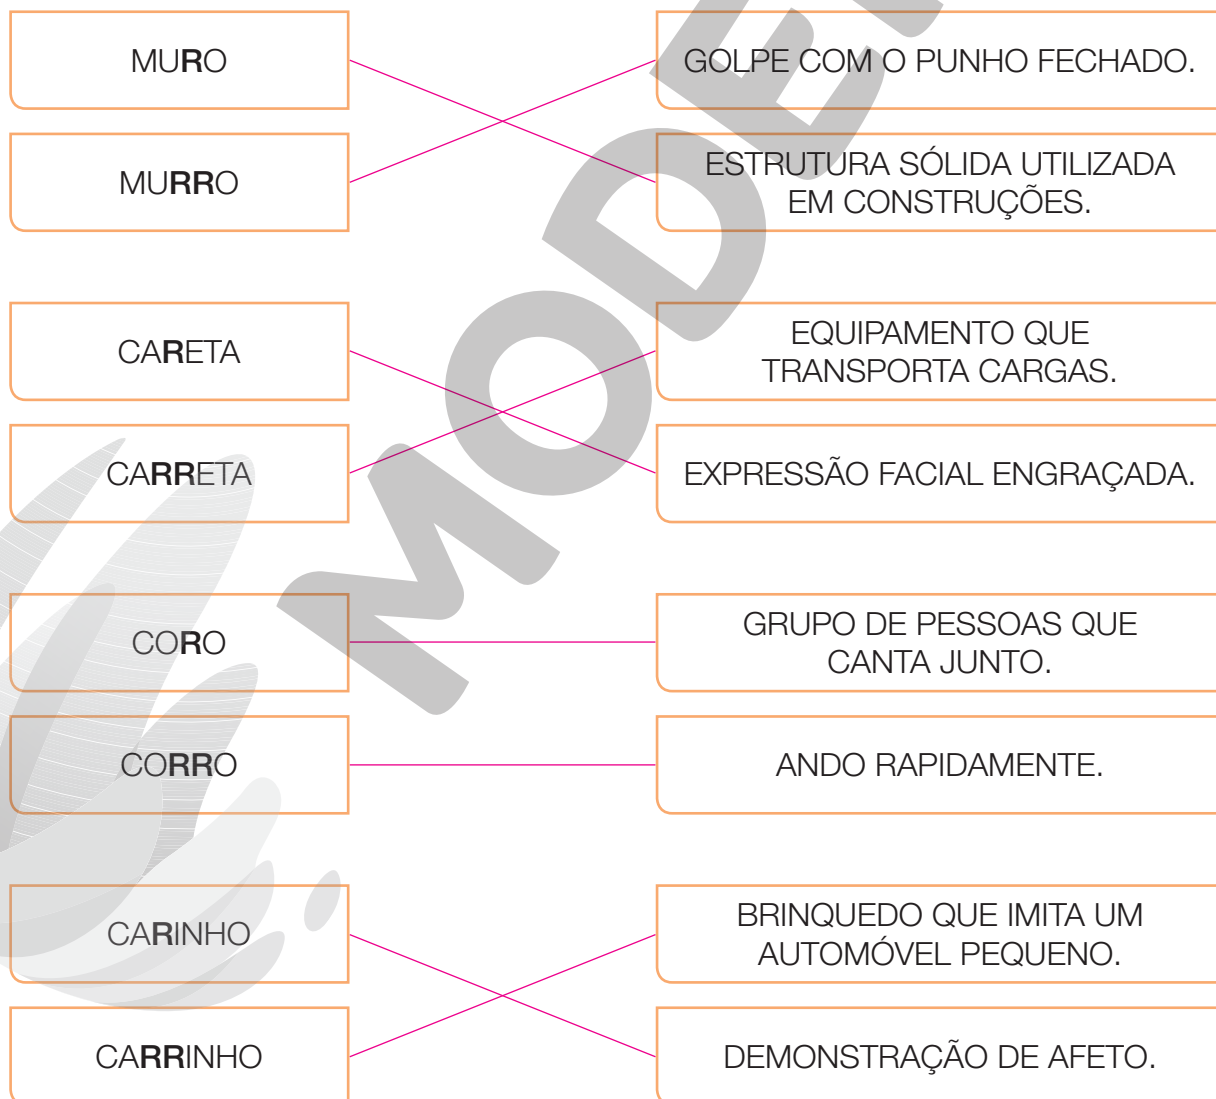 MURO
GOLPE COM O PUNHO FECHADO.
MURRO
ESTRUTURA SÓLIDA UTILIZADA
EM CONSTRUÇÕES.
CARETA
EQUIPAMENTO QUE
TRANSPORTA CARGAS.
CARRETA
EXPRESSÃO FACIAL ENGRAÇADA.
CORO
GRUPO DE PESSOAS QUE
CANTA JUNTO.
CORRO
ANDO RAPIDAMENTE.
CARINHO
BRINQUEDO QUE IMITA UM
AUTOMÓVEL PEQUENO.
CARRINHO
DEMONSTRAÇÃO DE AFETO.